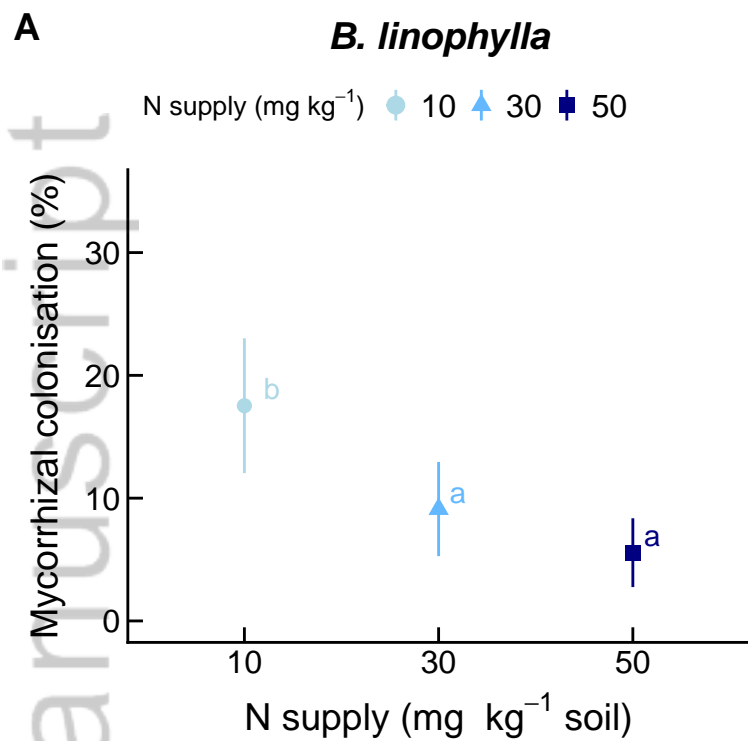 A
B. linophylla
N supply (mg kg⁻¹) 10 30 50
Mycorrhizal colonisation (%)
30
20
10
0
b
a
a
10 30 50
N supply (mg kg⁻¹ soil)
anuscript